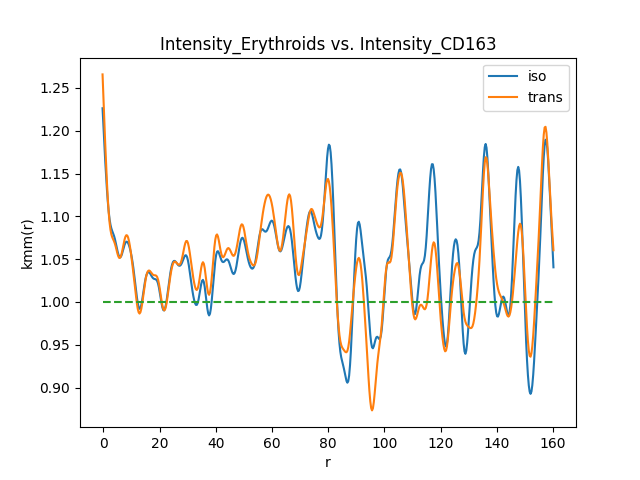 Intensity_Erythroids vs. Intensity_CD163
iso
trans
kmm(r)
1.25
1.20
1.15
1.10
1.05
1.00
0.95
0.90
0 20 40 60 80 100 120 140 160
r